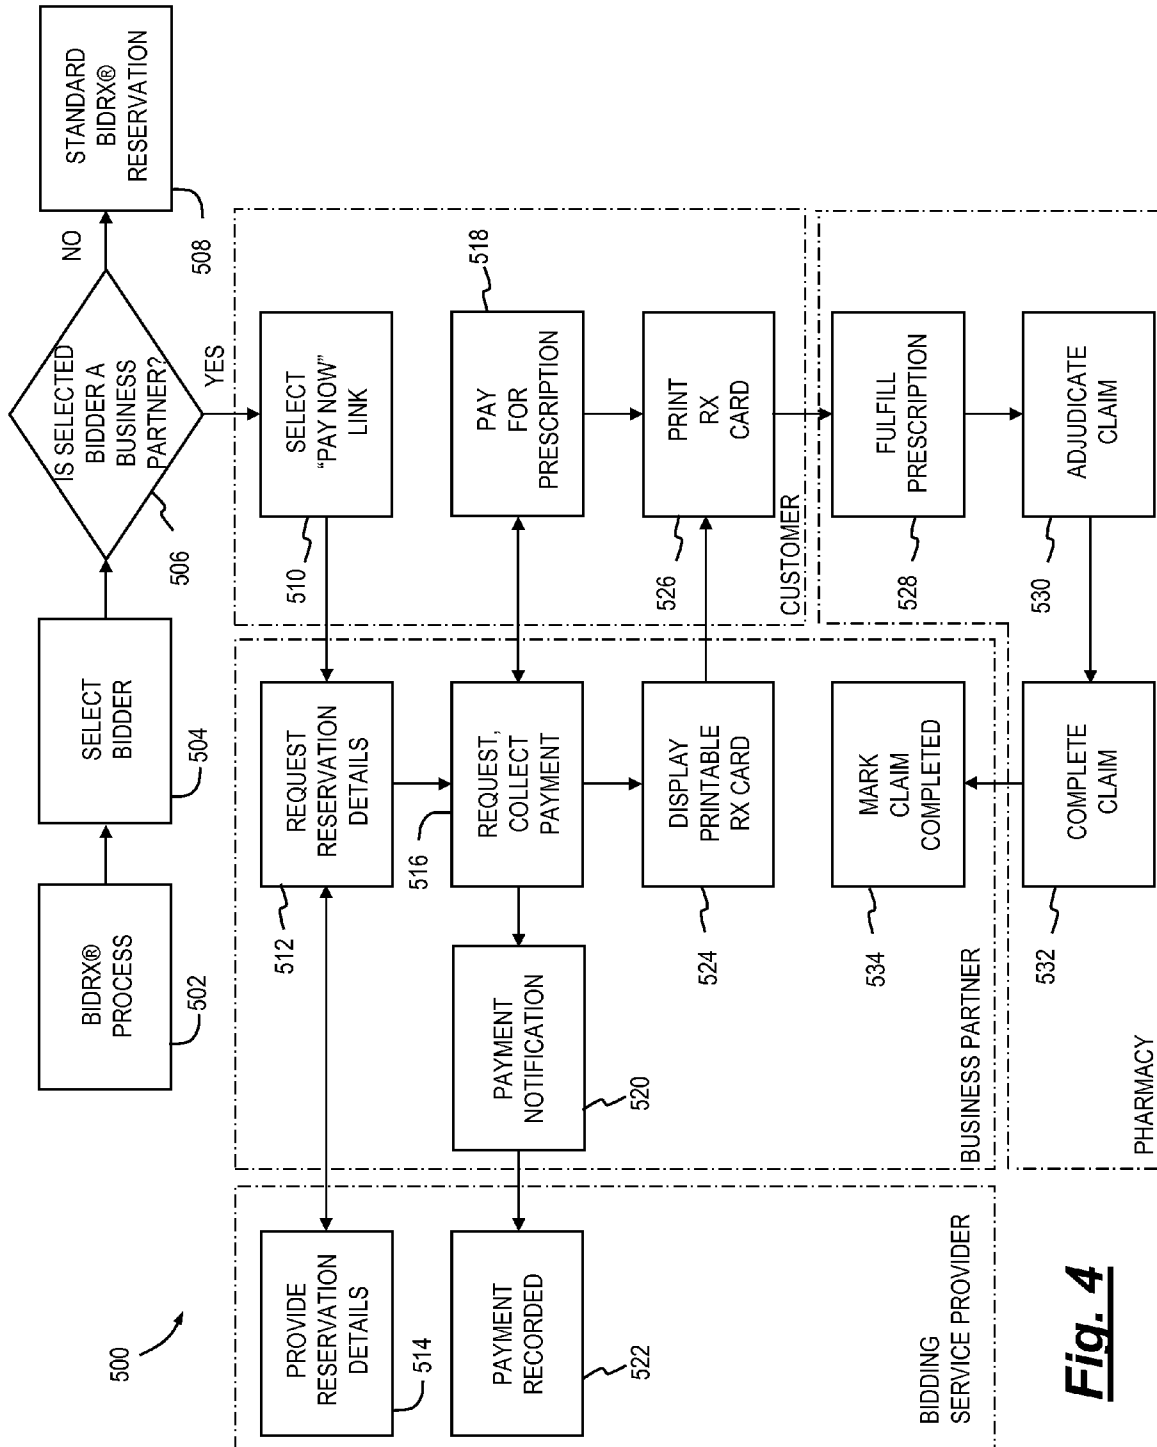 500
BIDRX®
PROCESS
502
SELECT
BIDDER
504
IS SELECTED
BIDDER A
BUSINESS
PARTNER?
506
NO
YES
STANDARD
BIDRX®
RESERVATION
508
PROVIDE
RESERVATION
DETAILS
514
REQUEST
RESERVATION
DETAILS
512
SELECT
"PAY NOW"
LINK
510
PAYMENT
RECORDED
522
PAYMENT
NOTIFICATION
520
REQUEST,
COLLECT
PAYMENT
516
PAY
FOR
PRESCRIPTION
518
DISPLAY
PRINTABLE
RX CARD
524
PRINT
RX
CARD
526
CUSTOMER
MARK
CLAIM
COMPLETED
534
FULFILL
PRESCRIPTION
528
BIDDING
SERVICE PROVIDER
BUSINESS PARTNER
COMPLETE
CLAIM
532
ADJUDICATE
CLAIM
530
PHARMACY
Fig. 4